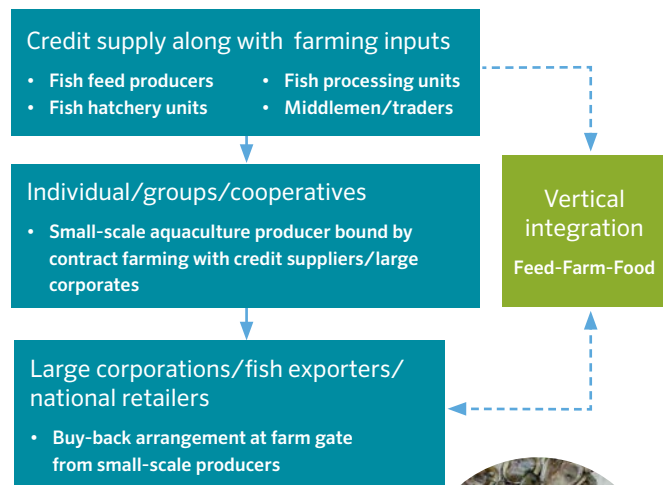 Credit supply along with farming inputs
• Fish feed producers
• Fish hatchery units
• Fish processing units
• Middlemen/traders
Individual/groups/cooperatives
• Small-scale aquaculture producer bound by
contract farming with credit suppliers/large
corporates
Vertical
integration
Feed-Farm-Food
Large corporations/fish exporters/
national retailers
• Buy-back arrangement at farm gate
from small-scale producers